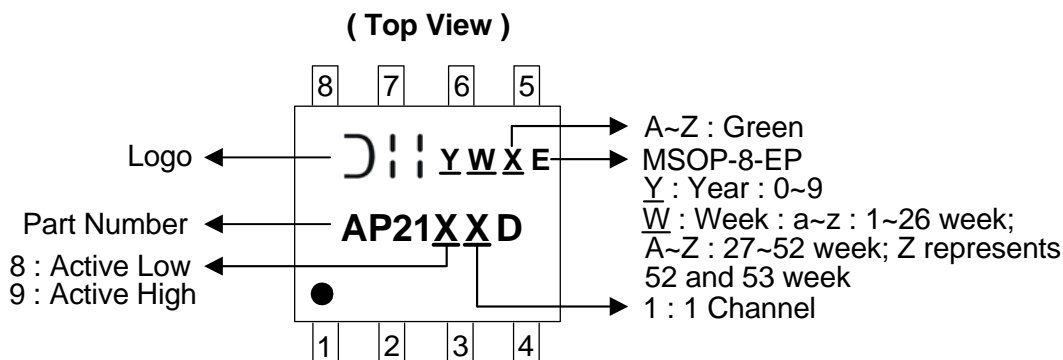 ( Top View )
8 7 6 5
Logo
Y W X E
A~Z : Green
MSOP-8-EP
Y : Year : 0~9
W : Week : a~z : 1~26 week;
A~Z : 27~52 week; Z represents
52 and 53 week
Part Number
AP21XXD
8 : Active Low
9 : Active High
1 : 1 Channel
1 2 3 4